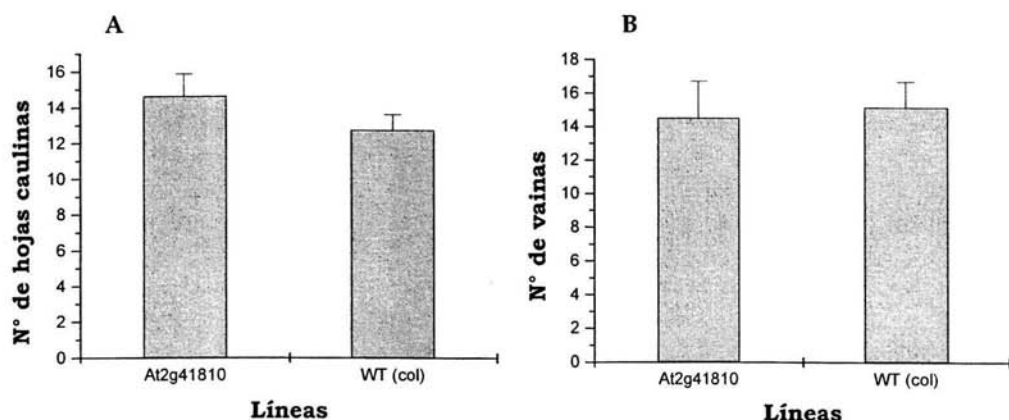 A
N° de hojas caulinas
16
14
12
10
8
6
4
2
0
At2g41810
WT (col)
Líneas
B
N° de vainas
18
16
14
12
10
8
6
4
2
0
At2g41810
WT (col)
Líneas